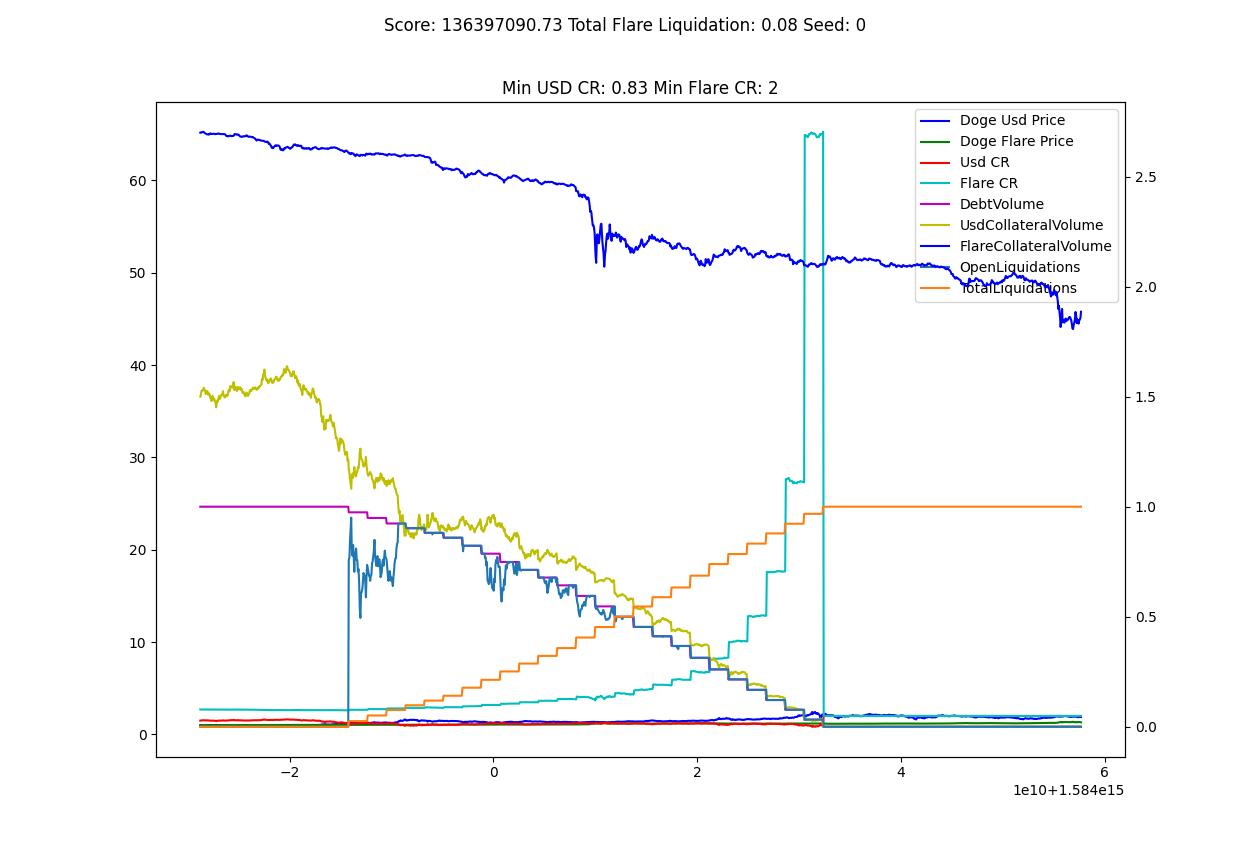 Score: 136397090.73 Total Flare Liquidation: 0.08 Seed: 0
Min USD CR: 0.83 Min Flare CR: 2
Doge Usd Price
Doge Flare Price
Usd CR
Flare CR
DebtVolume
UsdCollateralVolume
FlareCollateralVolume
OpenLiquidations
TotalLiquidations
60
50
40
30
20
10
0
2.5
2.0
1.5
1.0
0.5
0.0
−2 0 2 4 6
1e10+1.584e15